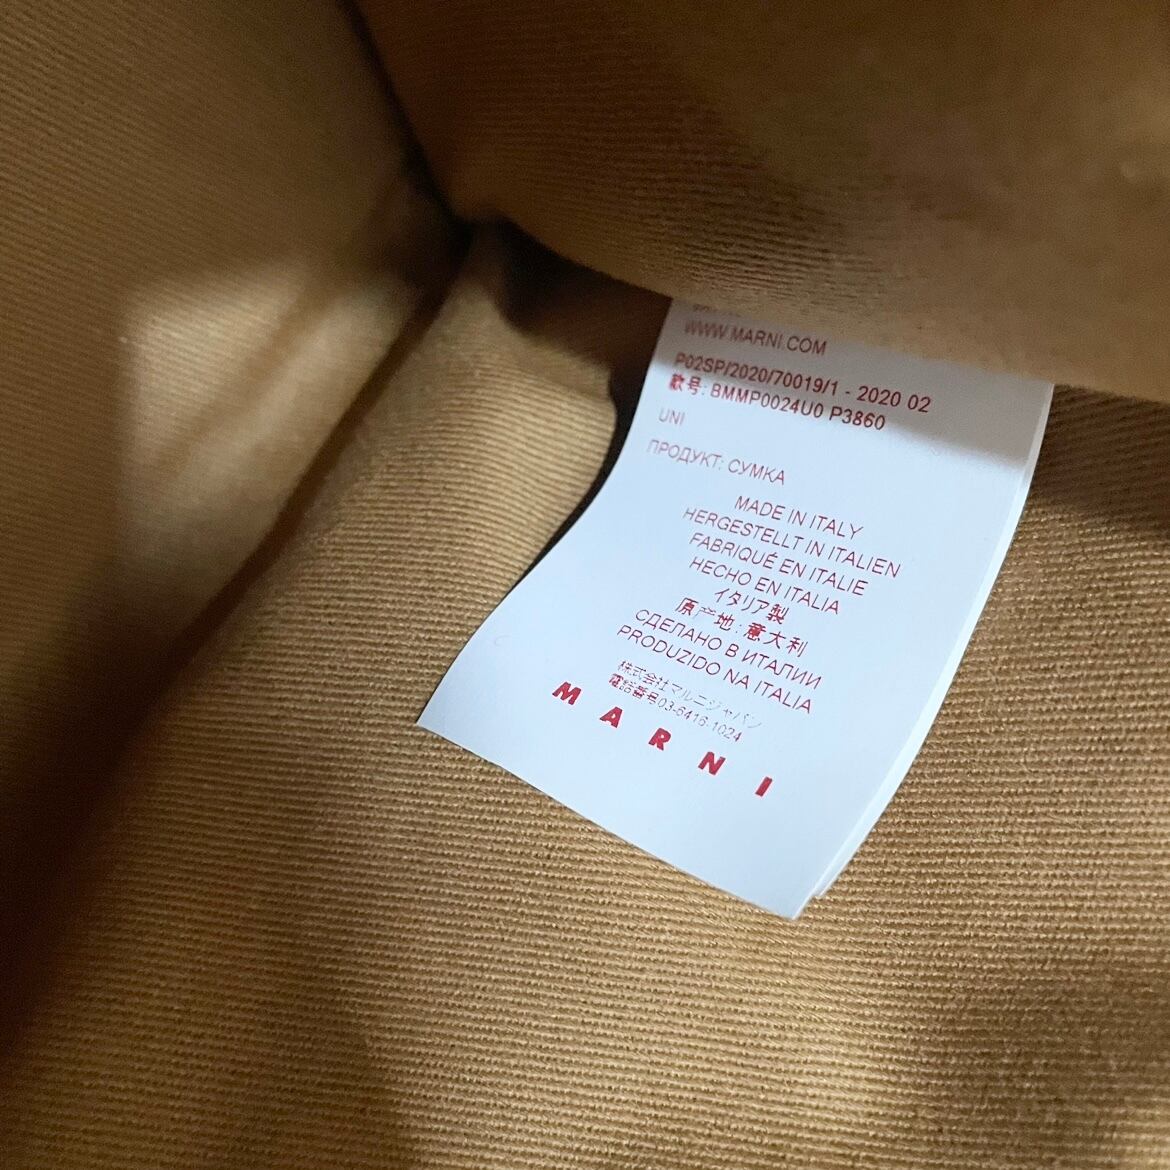 WWW.MARNI.COM
P02SP/2020/70019/1 - 2020 02
款号: BMMP0024U0 P3860
UNI
ПРОДУКТ: СУМКА
MADE IN ITALY
HERGESTELLT IN ITALIEN
FABRIQUÉ EN ITALIE
HECHO EN ITALIA
イタリア製
原产地: 意大利
СДЕЛАНО В ИТАЛИИ
PRODUZIDO NA ITALIA
株式会社マルニジャパン
電話番号03-6416-1024
MARNI